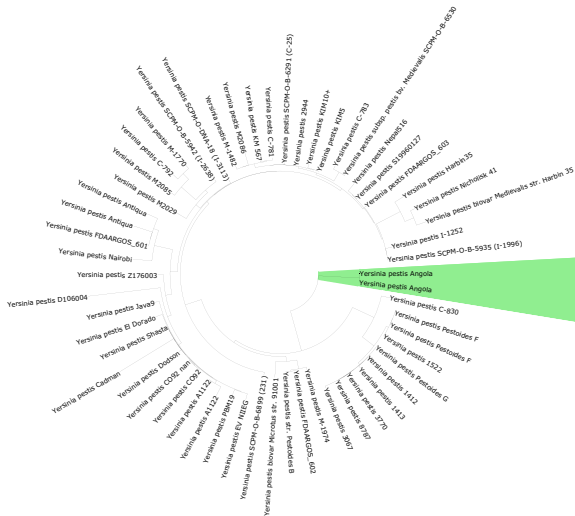 Yersinia pestis SCPM-O-B-6291 (C-25)
Yersinia pestis 2944
Yersinia pestis KIM10+
Yersinia pestis KIM5
Yersinia pestis C-783
Yersinia pestis subsp. pestis bv. Medievalis SCPM-O-B-6530
Yersinia pestis Nepal516
Yersinia pestis S19960127
Yersinia pestis FDAARGOS_603
Yersinia pestis Harbin35
Yersinia pestis Nicholisk 41
Yersinia pestis biovar Medievalis str. Harbin 35
Yersinia pestis I-1252
Yersinia pestis SCPM-O-B-5935 (I-1996)
Yersinia pestis Angola
Yersinia pestis Angola
Yersinia pestis C-830
Yersinia pestis Pestoides F
Yersinia pestis Pestoides F
Yersinia pestis 1522
Yersinia pestis Pestoides G
Yersinia pestis 1412
Yersinia pestis 1413
Yersinia pestis 3770
Yersinia pestis 8787
Yersinia pestis 3067
Yersinia pestis M-1974
Yersinia pestis FDAARGOS_602
Yersinia pestis str. Pestoides B
Yersinia pestis biovar Microtus str. 91001
Yersinia pestis SCPM-O-B-6899 (231)
Yersinia pestis EV NIIEG
Yersinia pestis PBM19
Yersinia pestis A1122
Yersinia pestis A1122
Yersinia pestis CO92
Yersinia pestis CO92_nan
Yersinia pestis Dodson
Yersinia pestis Cadman
Yersinia pestis Shasta
Yersinia pestis El Dorado
Yersinia pestis Java9
Yersinia pestis D106004
Yersinia pestis Z176003
Yersinia pestis Nairobi
Yersinia pestis FDAARGOS_601
Yersinia pestis Antiqua
Yersinia pestis Antiqua
Yersinia pestis M2029
Yersinia pestis M2085
Yersinia pestis C-792
Yersinia pestis M-1770
Yersinia pestis SCPM-O-B-5942 (I-2638)
Yersinia pestis SCPM-O-DNA-18 (I-3113)
Yersinia pestis M-1482
Yersinia pestis M2086
Yersinia pestis KM 567
Yersinia pestis C-781